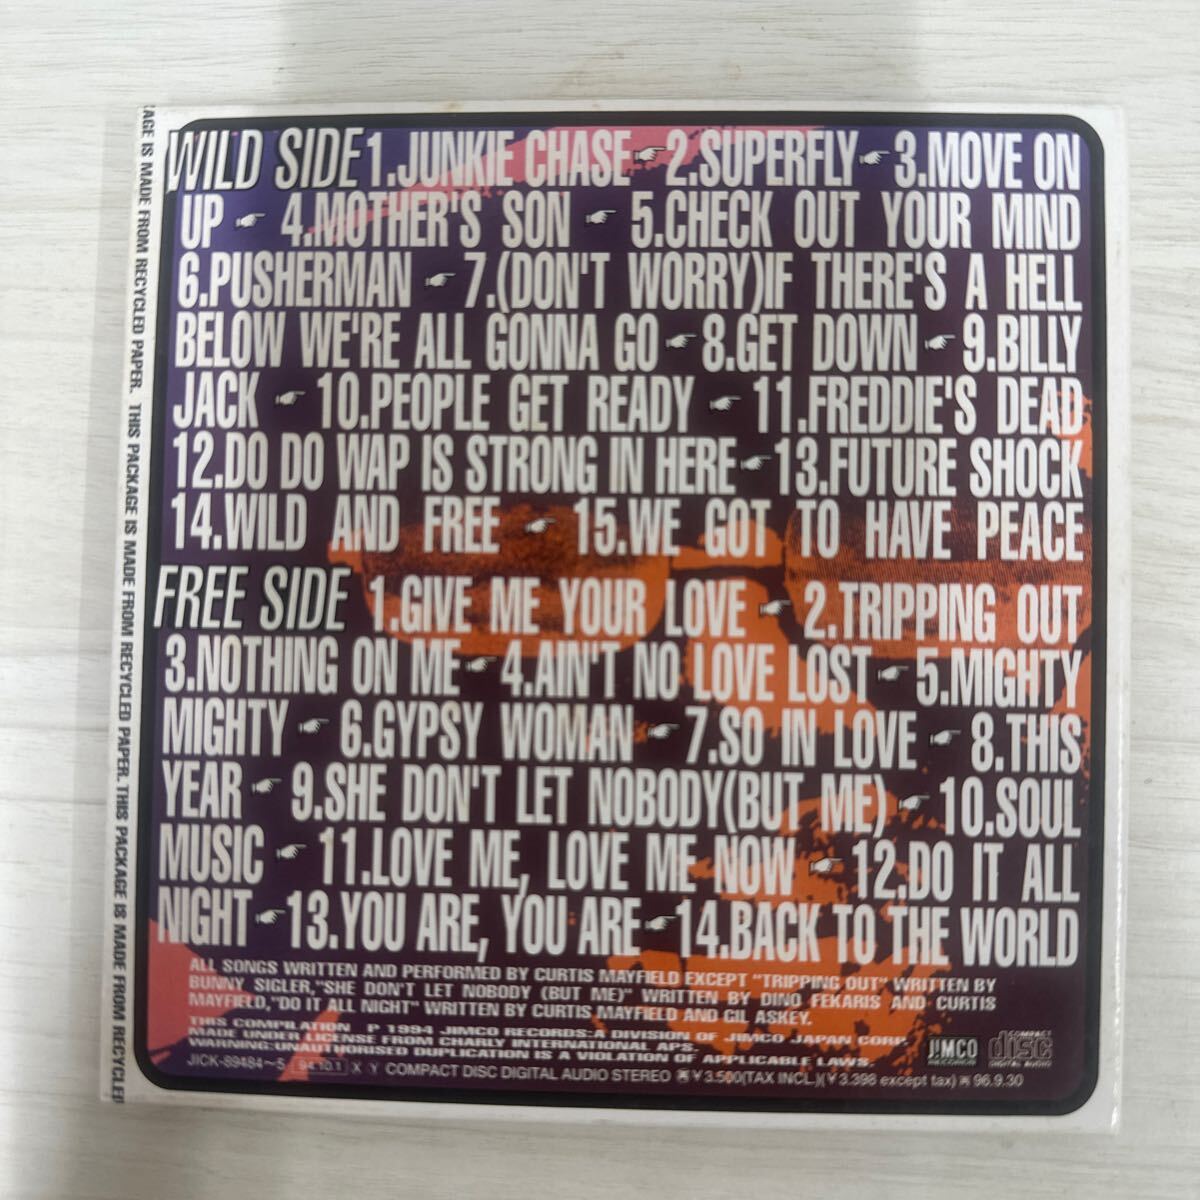 WILD SIDE 1.JUNKIE CHASE 2.SUPERFLY 3.MOVE ON
UP 4.MOTHER'S SON 5.CHECK OUT YOUR MIND
6.PUSHERMAN 7.(DON'T WORRY)IF THERE'S A HELL
BELOW WE'RE ALL GONNA GO 8.GET DOWN 9.BILLY
JACK 10.PEOPLE GET READY 11.FREDDIE'S DEAD
12.DO DO WAP IS STRONG IN HERE 13.FUTURE SHOCK
14.WILD AND FREE 15.WE GOT TO HAVE PEACE
FREE SIDE 1.GIVE ME YOUR LOVE 2.TRIPPING OUT
3.NOTHING ON ME 4.AIN'T NO LOVE LOST 5.MIGHTY
MIGHTY 6.GYPSY WOMAN 7.SO IN LOVE 8.THIS
YEAR 9.SHE DON'T LET NOBODY(BUT ME) 10.SOUL
MUSIC 11.LOVE ME, LOVE ME NOW 12.DO IT ALL
NIGHT 13.YOU ARE, YOU ARE 14.BACK TO THE WORLD
ALL SONGS WRITTEN AND PERFORMED BY CURTIS MAYFIELD EXCEPT "TRIPPING OUT" WRITTEN BY
BUNNY SIGLER,"SHE DON'T LET NOBODY (BUT ME)" WRITTEN BY DINO FEKARIS AND CURTIS
MAYFIELD,"DO IT ALL NIGHT" WRITTEN BY CURTIS MAYFIELD AND GIL ASKEY.
THIS COMPILATION P 1994 JIMCO RECORDS:A DIVISION OF JIMCO JAPAN CORP.
MADE UNDER LICENSE FROM CHARLY INTERNATIONAL APS.
WARNING:UNAUTHORISED DUPLICATION IS A VIOLATION OF APPLICABLE LAWS.
JICK-89484~5 94.10.1 X Y COMPACT DISC DIGITAL AUDIO STEREO ¥3.500(TAX INCL.)(¥3.398 except tax) 96.9.30
JIMCO
RECORDS
COMPACT
disc
DIGITAL AUDIO
KAGE IS MADE FROM RECYCLED PAPER. THIS PACKAGE IS MADE FROM RECYCLED PAPER. THIS PACKAGE IS MADE FROM RECYCLED